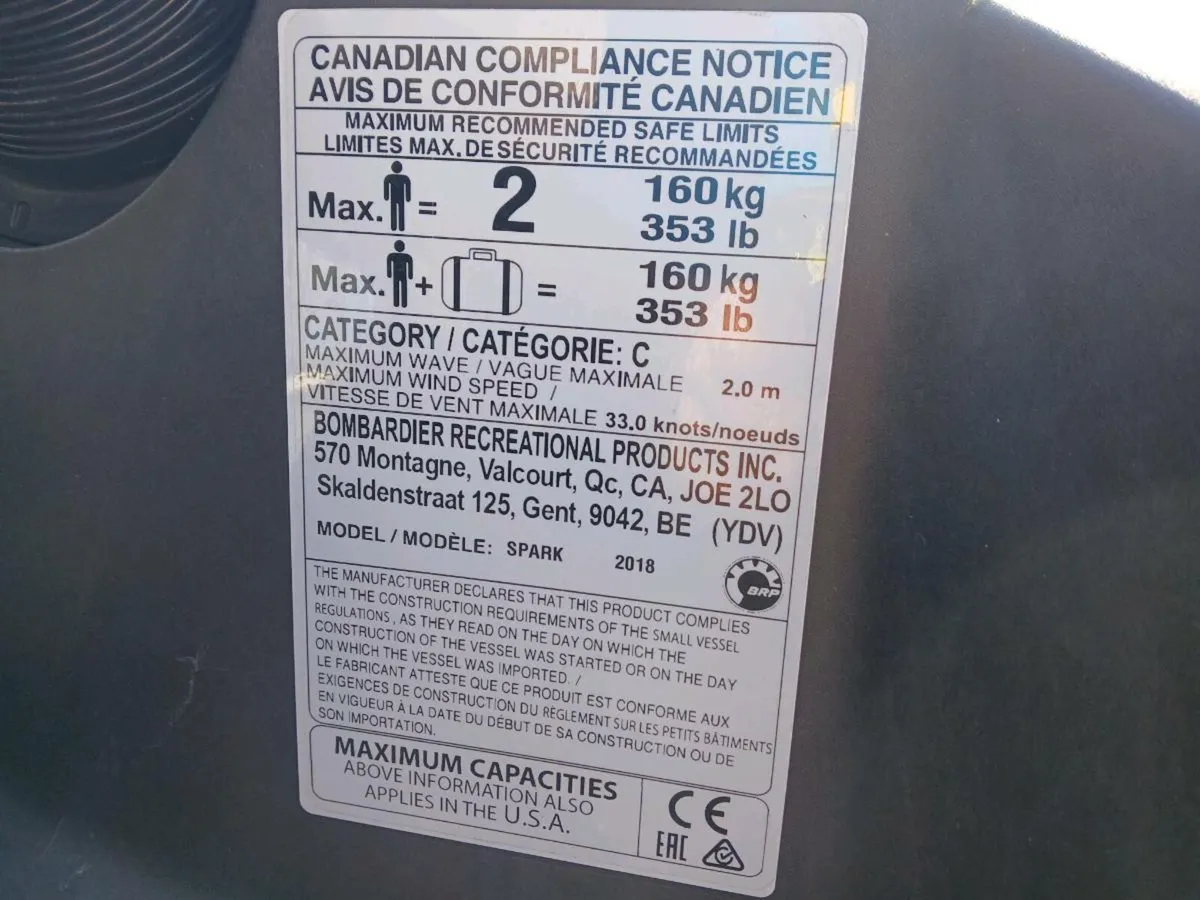 CANADIAN COMPLIANCE NOTICE
AVIS DE CONFORMITÉ CANADIEN
MAXIMUM RECOMMENDED SAFE LIMITS
LIMITES MAX. DE SÉCURITÉ RECOMMANDÉES
Max. = 2 160 kg
353 lb
Max. + = 160 kg
353 lb
CATEGORY / CATÉGORIE: C
MAXIMUM WAVE / VAGUE MAXIMALE 2.0 m
MAXIMUM WIND SPEED /
VITESSE DE VENT MAXIMALE 33.0 knots/noeuds
BOMBARDIER RECREATIONAL PRODUCTS INC.
570 Montagne, Valcourt, Qc, CA, JOE 2LO
Skaldenstraat 125, Gent, 9042, BE (YDV)
MODEL / MODÈLE: SPARK 2018
BRP
THE MANUFACTURER DECLARES THAT THIS PRODUCT COMPLIES
WITH THE CONSTRUCTION REQUIREMENTS OF THE SMALL VESSEL
REGULATIONS, AS THEY READ ON THE DAY ON WHICH THE
CONSTRUCTION OF THE VESSEL WAS STARTED OR ON THE DAY
ON WHICH THE VESSEL WAS IMPORTED. /
LE FABRICANT ATTESTE QUE CE PRODUIT EST CONFORME AUX
EXIGENCES DE CONSTRUCTION DU RÈGLEMENT SUR LES PETITS BÂTIMENTS
EN VIGUEUR À LA DATE DU DÉBUT DE SA CONSTRUCTION OU DE
SON IMPORTATION.
MAXIMUM CAPACITIES
ABOVE INFORMATION ALSO
APPLIES IN THE U.S.A.
CE
EAC